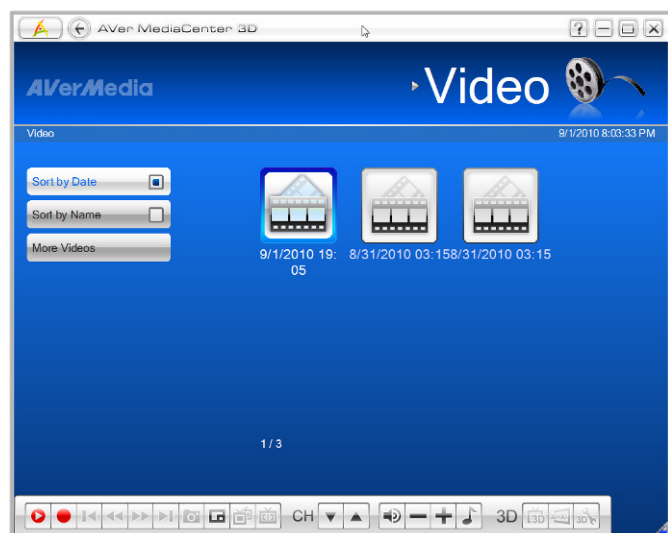 AVer MediaCenter 3D
AVerMedia
Video
Video
9/1/2010 8:03:33 PM
Sort by Date
Sort by Name
More Videos
9/1/2010 19:
05
8/31/2010 03:15
8/31/2010 03:15
1 / 3
CH
3D
3D
3D